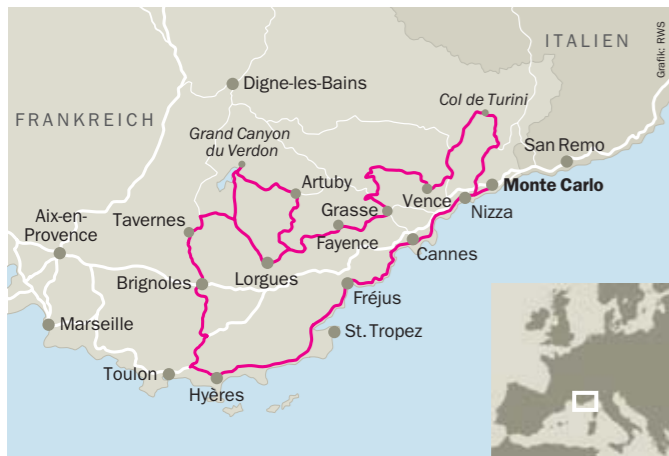 ITALIEN
Grafik: RWS
Digne-les-Bains
Col de Turini
FRANKREICH
Grand Canyon
du Verdon
San Remo
Artuby
Vence
Monte Carlo
Tavernes
Grasse
Nizza
Aix-en-
Provence
Fayence
Cannes
Lorgues
Brignoles
Fréjus
Marseille
St. Tropez
Toulon
Hyères